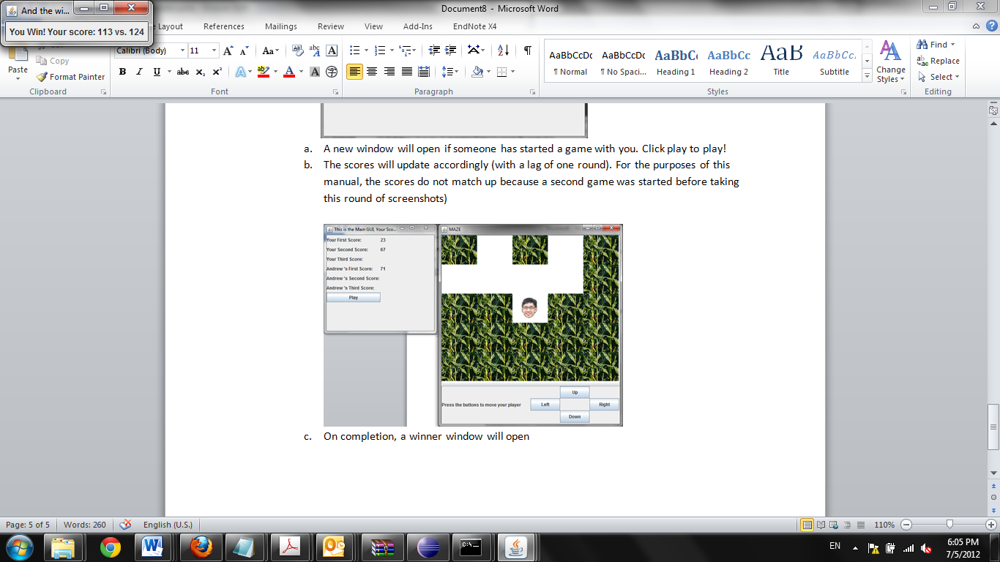 And the wi...
Document8 - Microsoft Word
You Win! Your score: 113 vs. 124
Layout References Mailings Review View Add-Ins EndNote X4
Paste
Copy
Format Painter
Clipboard
Calibri (Body) 11
Font
Paragraph
AaBbCcDc AaBbCcDc AaBbC AaBbCc AaB AaBbCc.
¶ Normal ¶ No Spaci... Heading 1 Heading 2 Title Subtitle
Change
Styles
Styles
Find
Replace
Select
Editing
a. A new window will open if someone has started a game with you. Click play to play!
b. The scores will update accordingly (with a lag of one round). For the purposes of this
manual, the scores do not match up because a second game was started before taking
this round of screenshots)
This is the Main GUI, Your Sco...
Your First Score: 23
Your Second Score: 67
Your Third Score:
Andrew 's First Score: 71
Andrew 's Second Score:
Andrew 's Third Score:
Play
MAZE
Press the buttons to move your player
Up
Left
Right
Down
c. On completion, a winner window will open
Page: 5 of 5 Words: 260 English (U.S.) 110%
EN
6:05 PM
7/5/2012